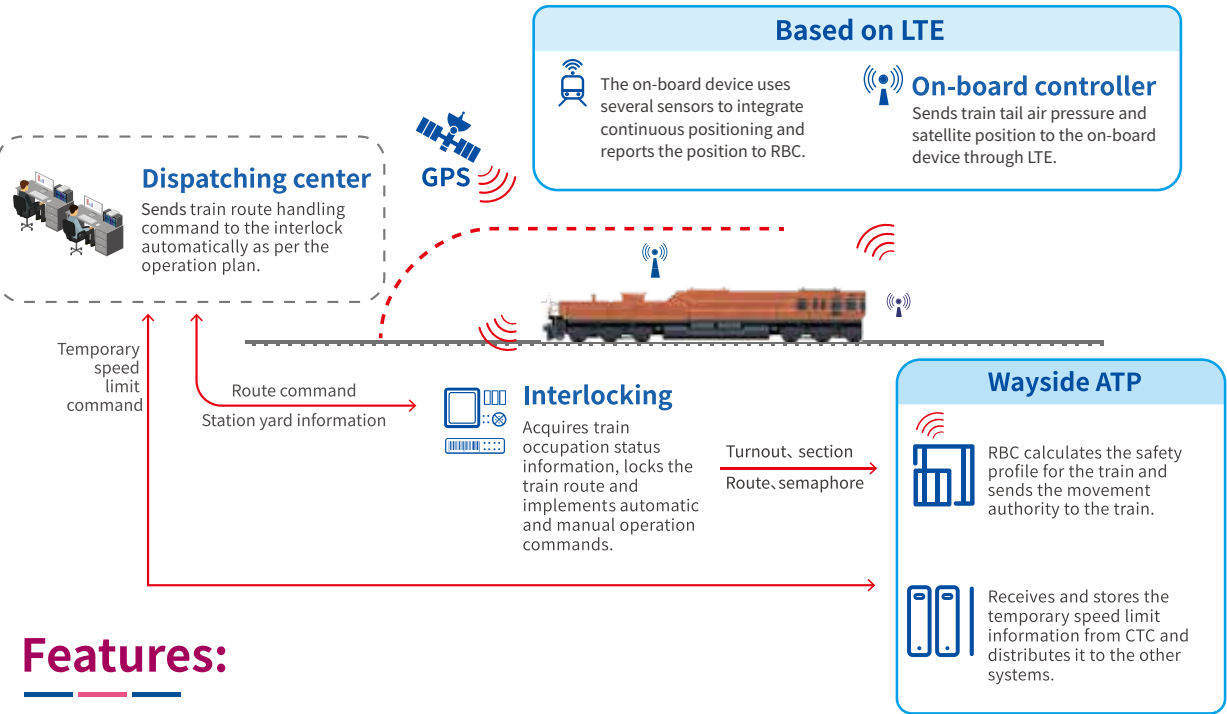 Based on LTE
The on-board device uses
several sensors to integrate
continuous positioning and
reports the position to RBC.
On-board controller
Sends train tail air pressure and
satellite position to the on-board
device through LTE.
GPS
Dispatching center
Sends train route handling
command to the interlock
automatically as per the
operation plan.
Temporary
speed
limit
command
Route command
Station yard information
Interlocking
Acquires train
occupation status
information, locks the
train route and
implements automatic
and manual operation
commands.
Turnout、section
Route、semaphore
Wayside ATP
RBC calculates the safety
profile for the train and
sends the movement
authority to the train.
Receives and stores the
temporary speed limit
information from CTC and
distributes it to the other
systems.
Features: